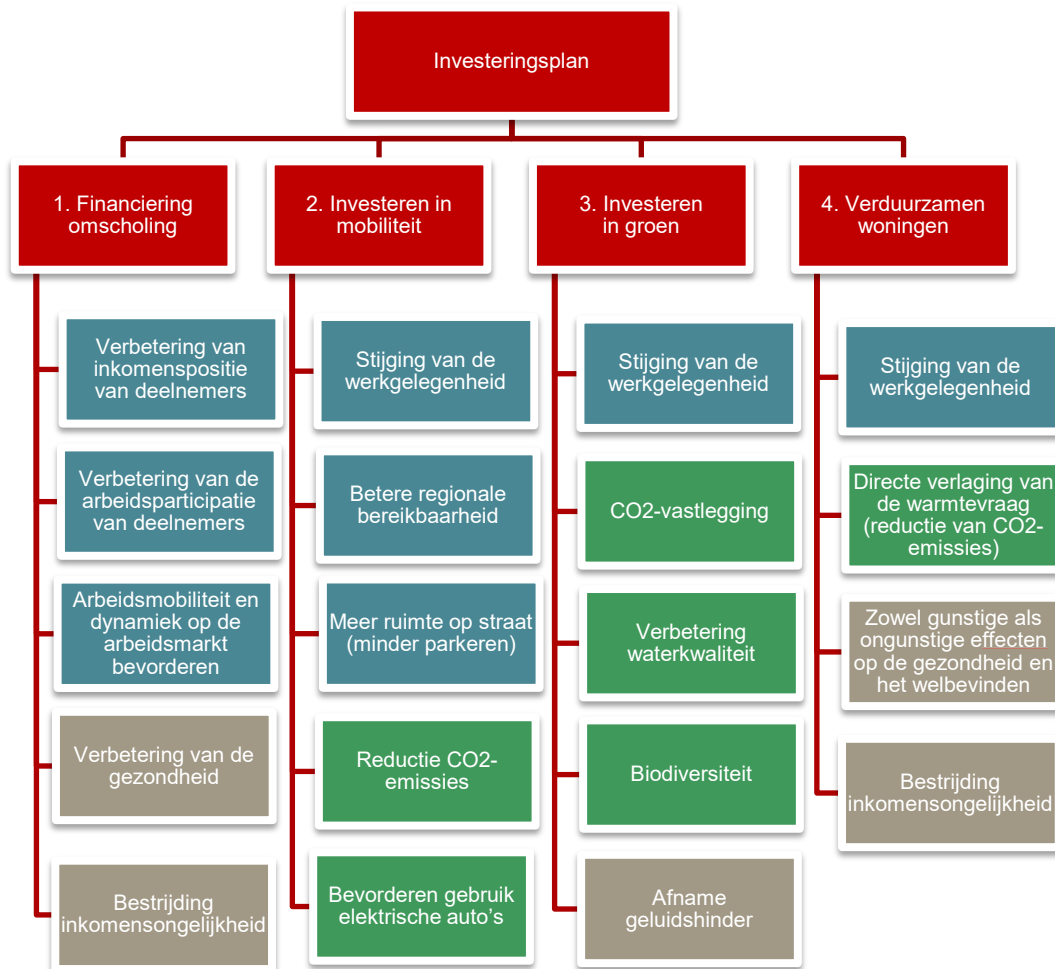 Investeringsplan
1. Financiering
omscholing
Verbetering van
inkomenspositie
van deelnemers
Verbetering van de
arbeidsparticipatie
van deelnemers
Arbeidsmobiliteit en
dynamiek op de
arbeidsmarkt
bevorderen
Verbetering van de
gezondheid
Bestrijding
inkomensongelijkheid
2. Investeren in
mobiliteit
Stijging van de
werkgelegenheid
Betere regionale
bereikbaarheid
Meer ruimte op straat
(minder parkeren)
Reductie CO2-
emissies
Bevorderen gebruik
elektrische auto’s
3. Investeren
in groen
Stijging van de
werkgelegenheid
CO2-vastlegging
Verbetering
waterkwaliteit
Biodiversiteit
Afname
geluidshinder
4. Verduurzamen
woningen
Stijging van de
werkgelegenheid
Directe verlaging van
de warmtevraag
(reductie van CO2-
emissies)
Zowel gunstige als
ongunstige effecten
op de gezondheid en
het welbevinden
Bestrijding
inkomensongelijkheid